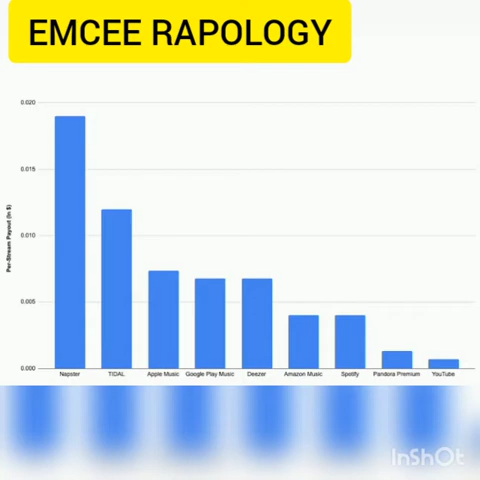 EMCEE RAPOLOGY
0.020
0.015
0.010
0.005
0.000
Per-Stream Payout (in $)
Napster TIDAL Apple Music Google Play Music Deezer Amazon Music Spotify Pandora Premium YouTube
InShOt